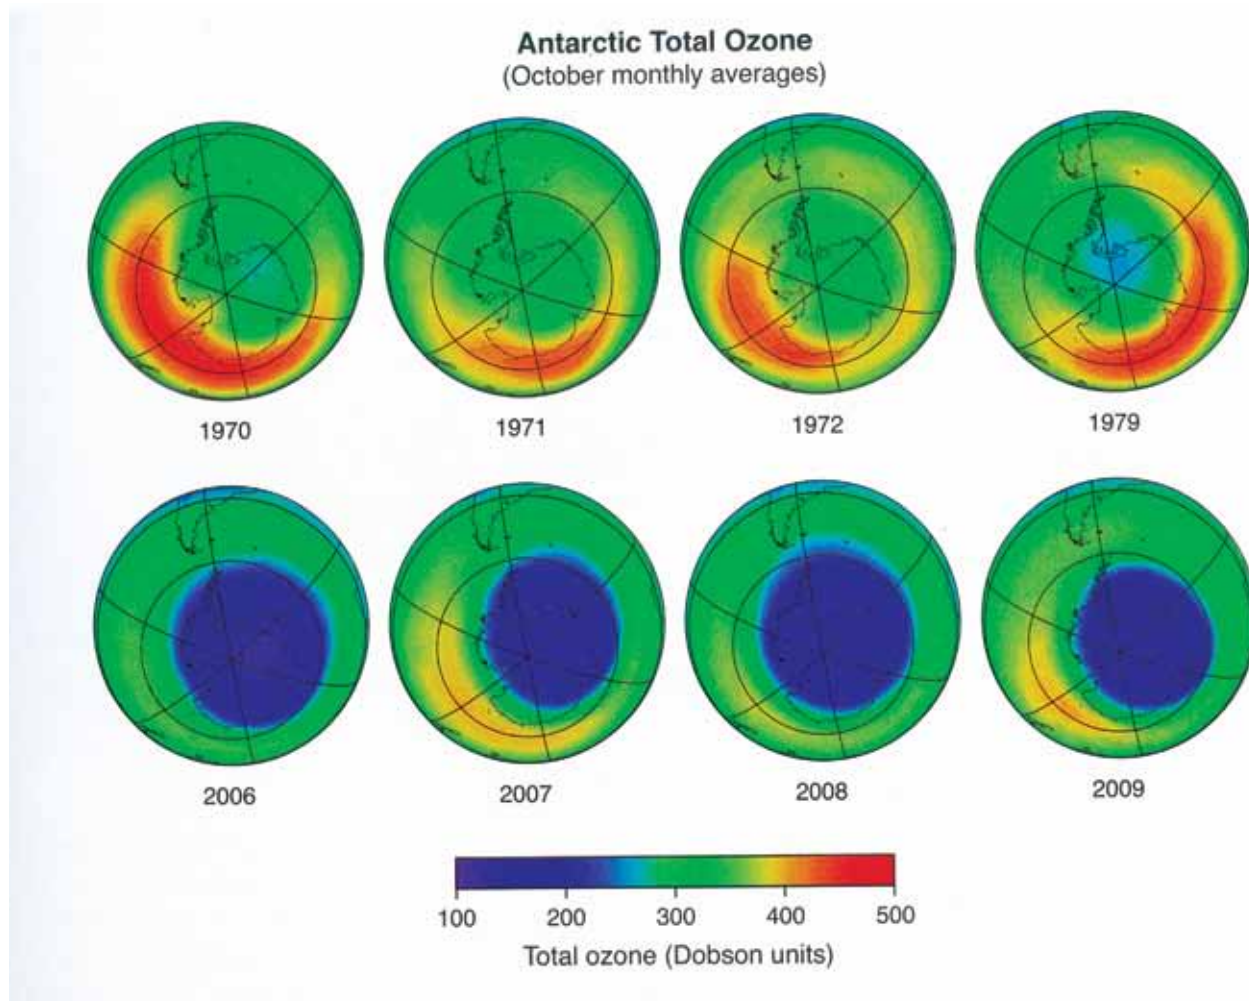 Antarctic Total Ozone
(October monthly averages)
1970 1971 1972 1979
2006 2007 2008 2009
100 200 300 400 500
Total ozone (Dobson units)